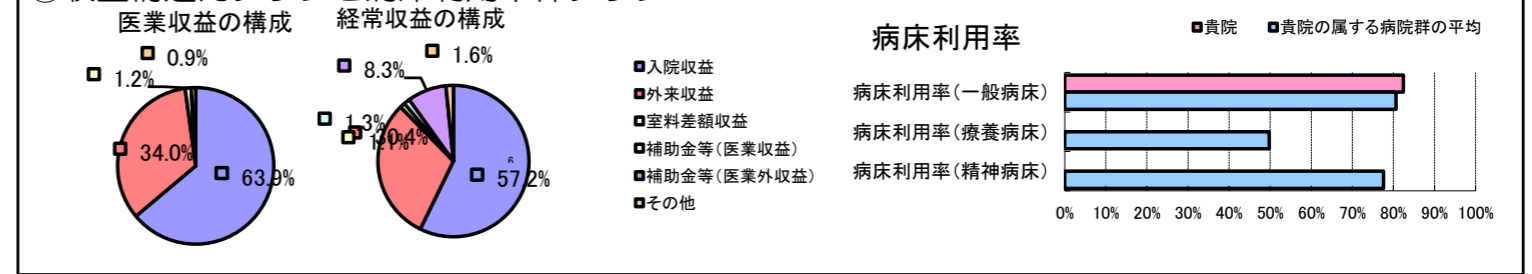 医業収益の構成
経常収益の構成
0.9%
1.2%
34.0%
63.9%
1.6%
8.3%
1.3%
30.4%
1.1%
57.2%
入院収益
外来収益
室料差額収益
補助金等(医業収益)
補助金等(医業外収益)
その他
病床利用率
貴院
貴院の属する病院群の平均
病床利用率(一般病床)
病床利用率(療養病床)
病床利用率(精神病床)
0% 10% 20% 30% 40% 50% 60% 70% 80% 90% 100%